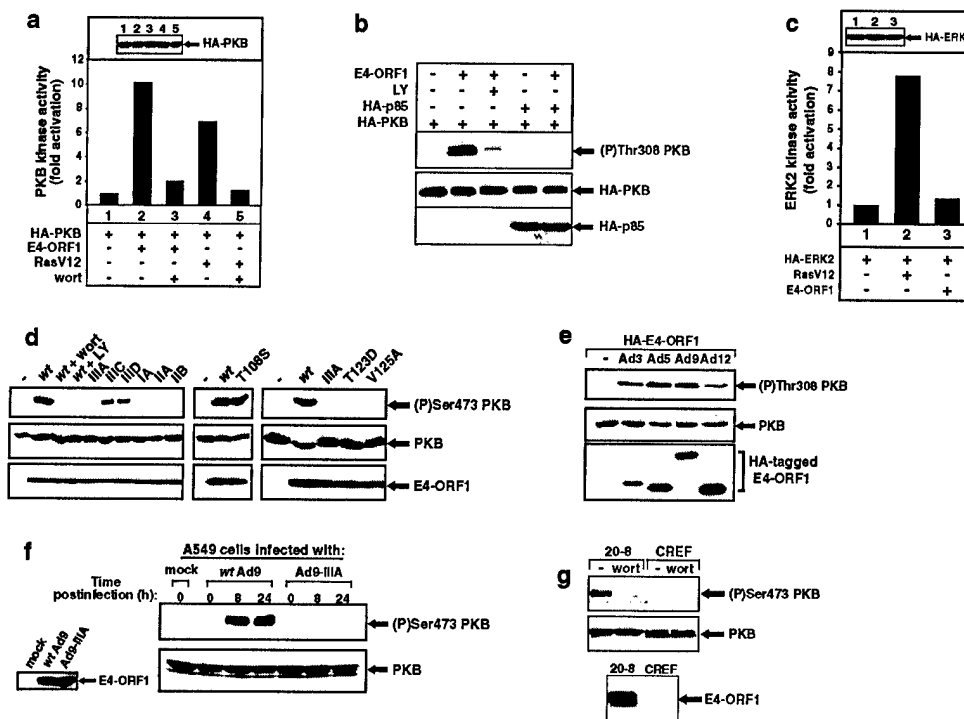 a
1 2 3 4 5
HA-PKB
PKB kinase activity
(fold activation)
12
10
8
6
4
2
0
1 2 3 4 5
HA-PKB + + + + +
E4-ORF1 - + + - -
RasV12 - - - + +
wort - - + - +
b
E4-ORF1 - + + - +
LY - - + - -
HA-p85 - - - + +
HA-PKB + + + + +
(P)Thr308 PKB
HA-PKB
HA-p85
c
1 2 3
HA-ERK
ERK2 kinase activity
(fold activation)
9
8
7
6
5
4
3
2
1
0
1 2 3
HA-ERK2 + + +
RasV12 - + -
E4-ORF1 - - +
d
- wt wt + wort wt + LY IIIA IIIC IIID IA IIA IIB
- wt T108S
- wt IIIA T123D V125A
(P)Ser473 PKB
PKB
E4-ORF1
e
HA-E4-ORF1
- Ad3 Ad5 Ad9 Ad12
(P)Thr308 PKB
PKB
HA-tagged
E4-ORF1
f
A549 cells infected with:
mock wt Ad9 Ad9-IIIA
Time
postinfection (h): 0 0 8 24 0 8 24
(P)Ser473 PKB
PKB
mock wt Ad9 Ad9-IIIA
E4-ORF1
g
20-8 CREF
- wort - wort
(P)Ser473 PKB
PKB
20-8 CREF
E4-ORF1